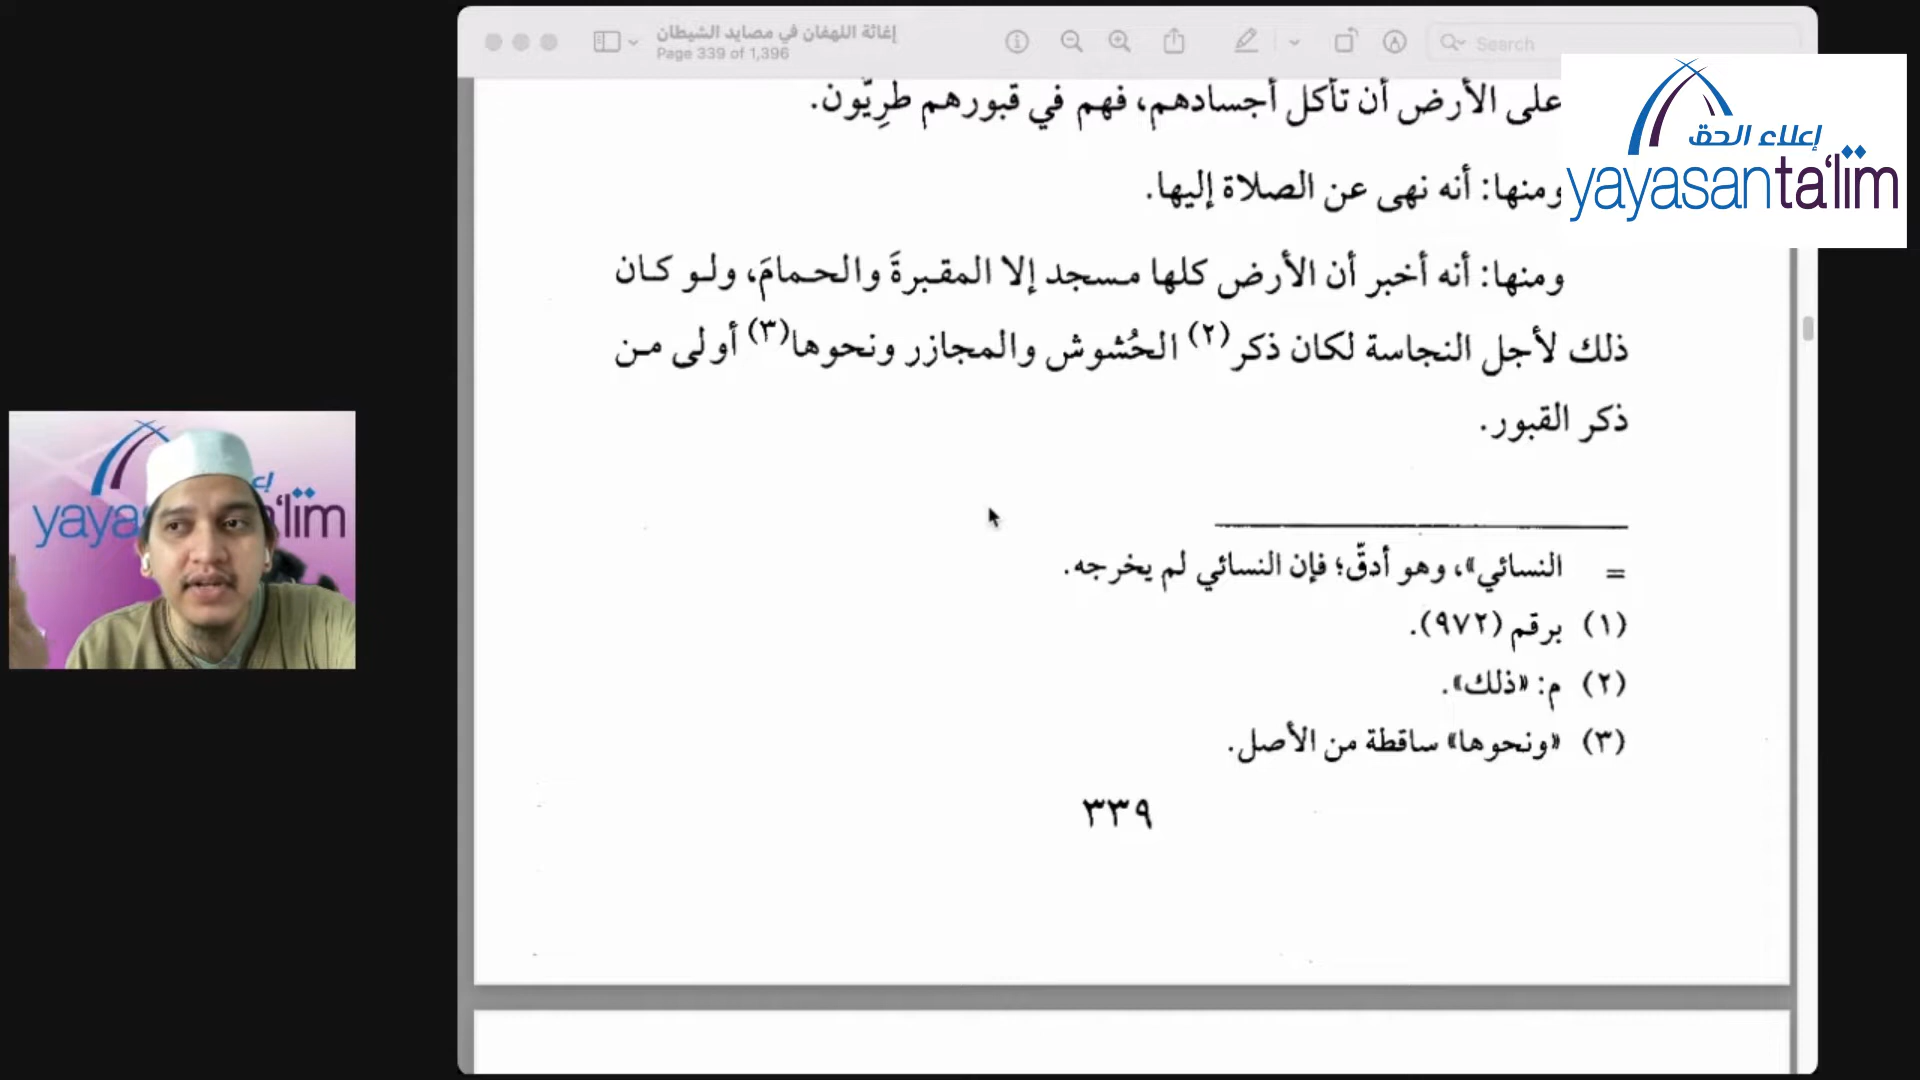 إغاثة اللهفان في مصايد الشيطان
Page 339 of 1,396
Search
إعلاء الحق
yayasanta'lim
على الأرض أن تأكل أجسادهم، فهم في قبورهم طرِيّون.
ومنها: أنه نهى عن الصلاة إليها.
ومنها: أنه أخبر أن الأرض كلها مسجد إلا المقبرةَ والحمامَ، ولو كان
ذلك لأجل النجاسة لكان ذكر(٢) الحُشوش والمجازر ونحوها(٣) أولى من
ذكر القبور.
= النسائي»، وهو أدقّ؛ فإن النسائي لم يخرجه.
(١) برقم (٩٧٢).
(٢) م: «ذلك».
(٣) «ونحوها» ساقطة من الأصل.
٣٣٩